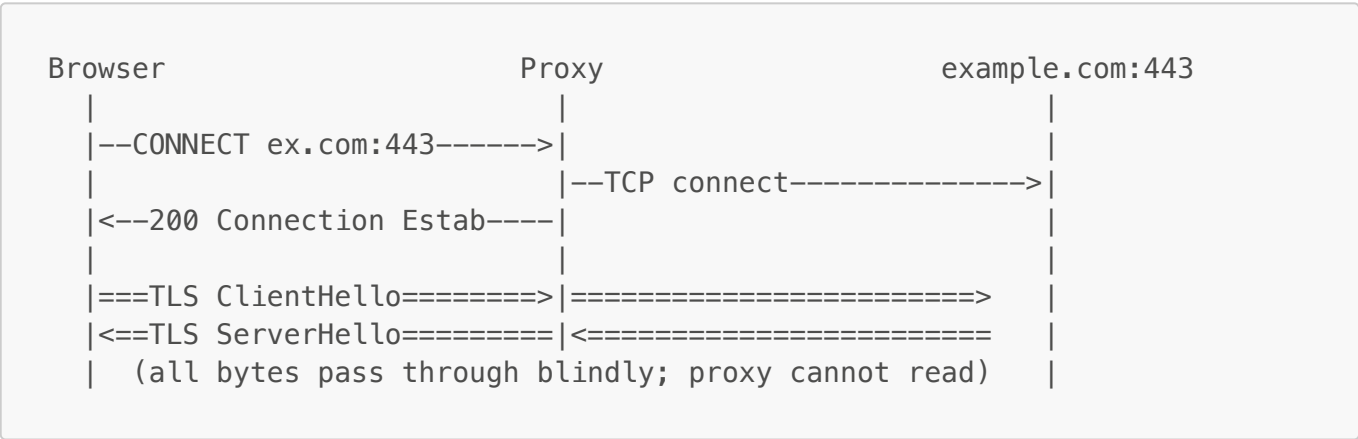 Browser                     Proxy                    example.com:443
  |                           |                            |
  |--CONNECT ex.com:443------>|                            |
  |                           |--TCP connect-------------->|
  |<--200 Connection Estab----|                            |
  |                           |                            |
  |===TLS ClientHello========>|========================>   |
  |<==TLS ServerHello=========|<========================   |
  |  (all bytes pass through blindly; proxy cannot read)   |